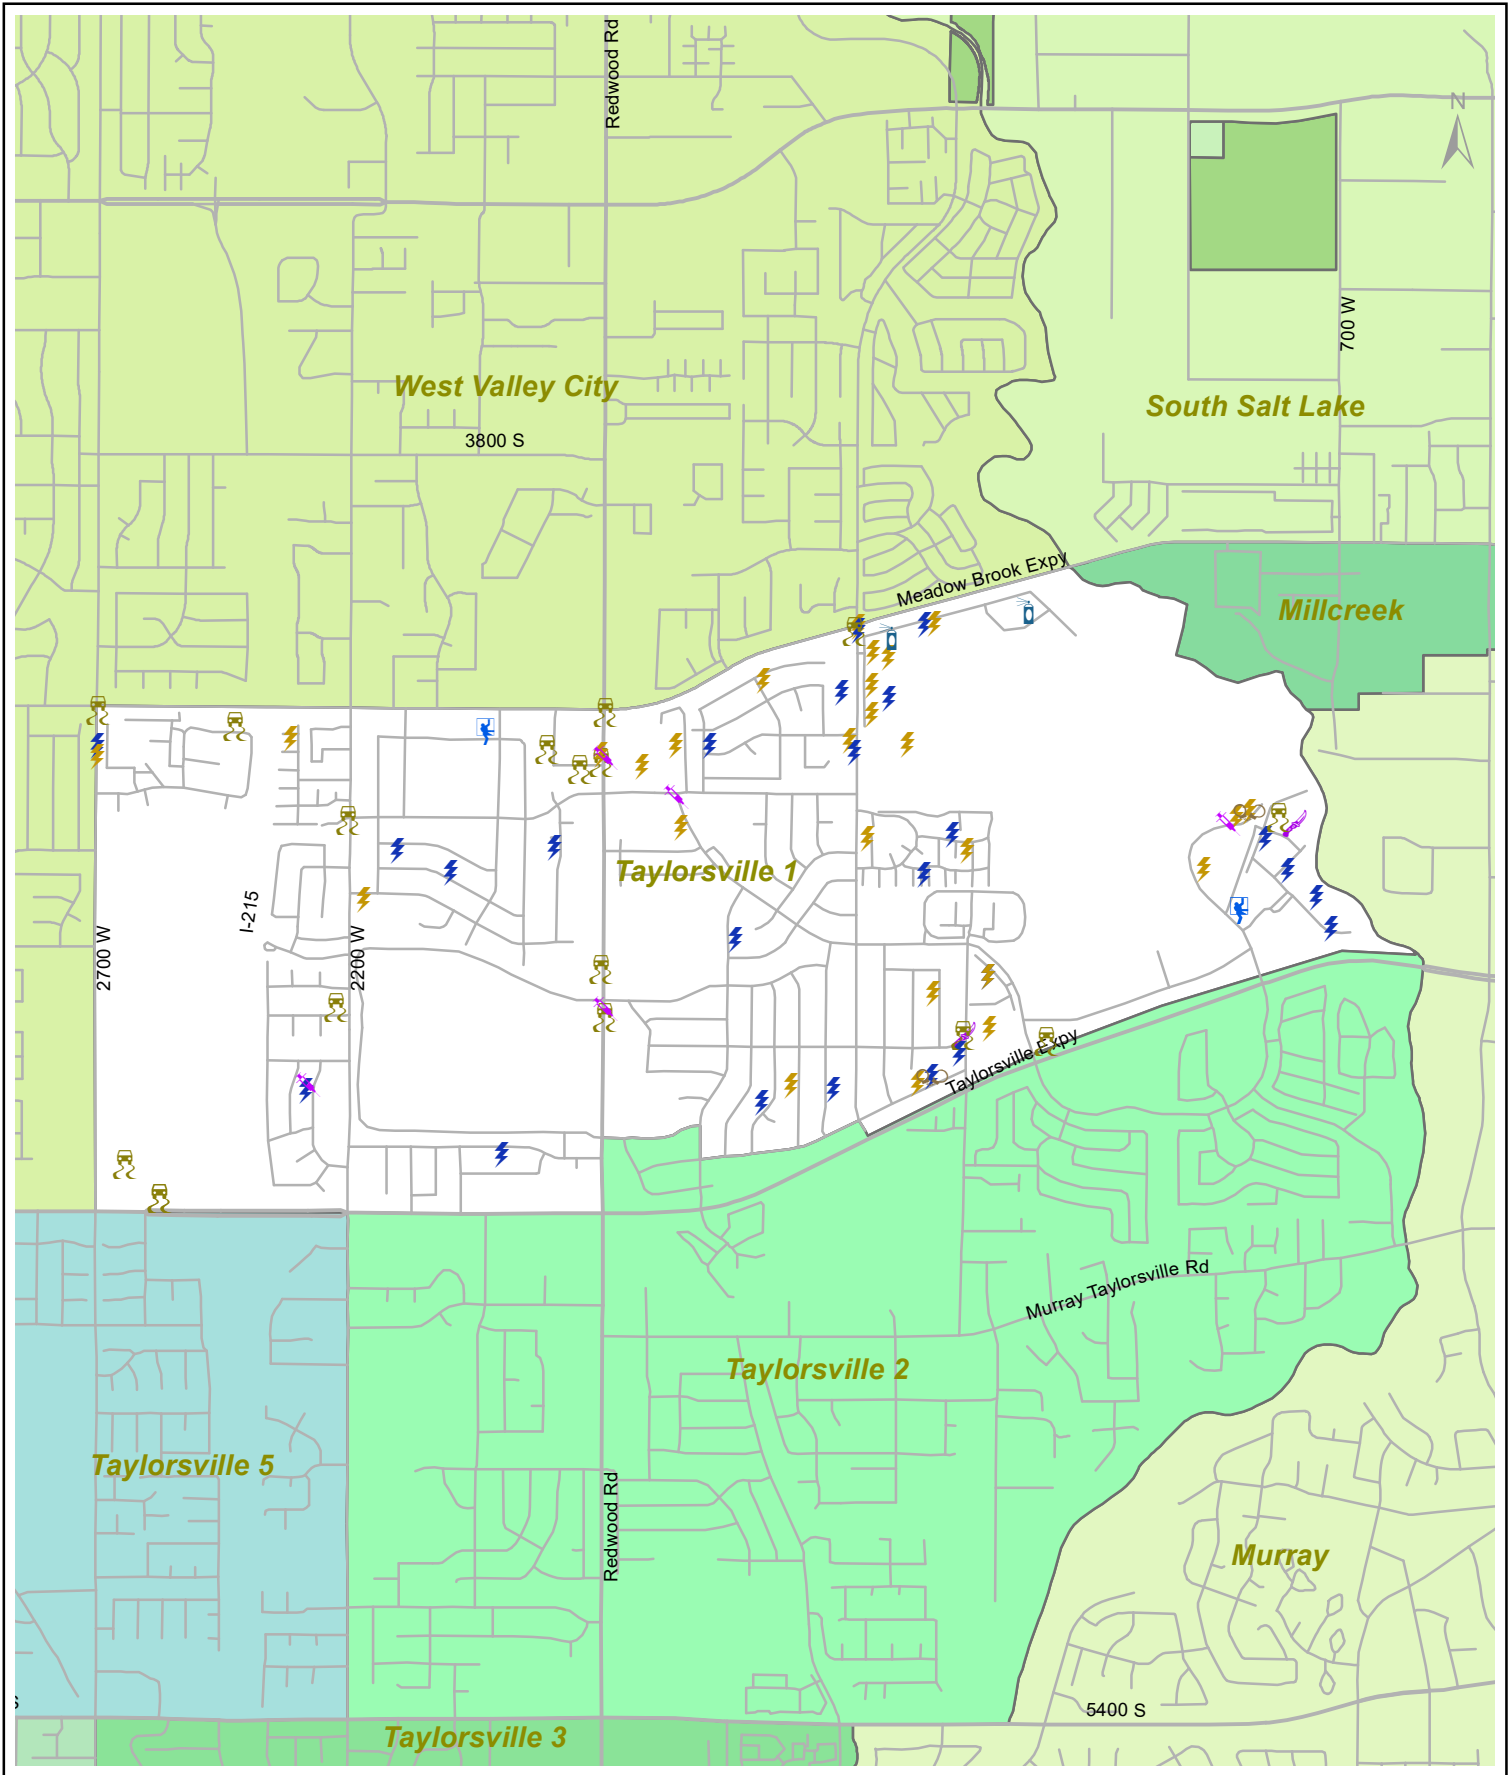 Redwood Rd
N
700 W
West Valley City
South Salt Lake
3800 S
Meadow Brook Expy
Millcreek
Taylorsville 1
I-215
2700 W
2200 W
Taylorsville Expy
Murray Taylorsville Rd
Taylorsville 2
Taylorsville 5
Redwood Rd
Murray
5400 S
Taylorsville 3